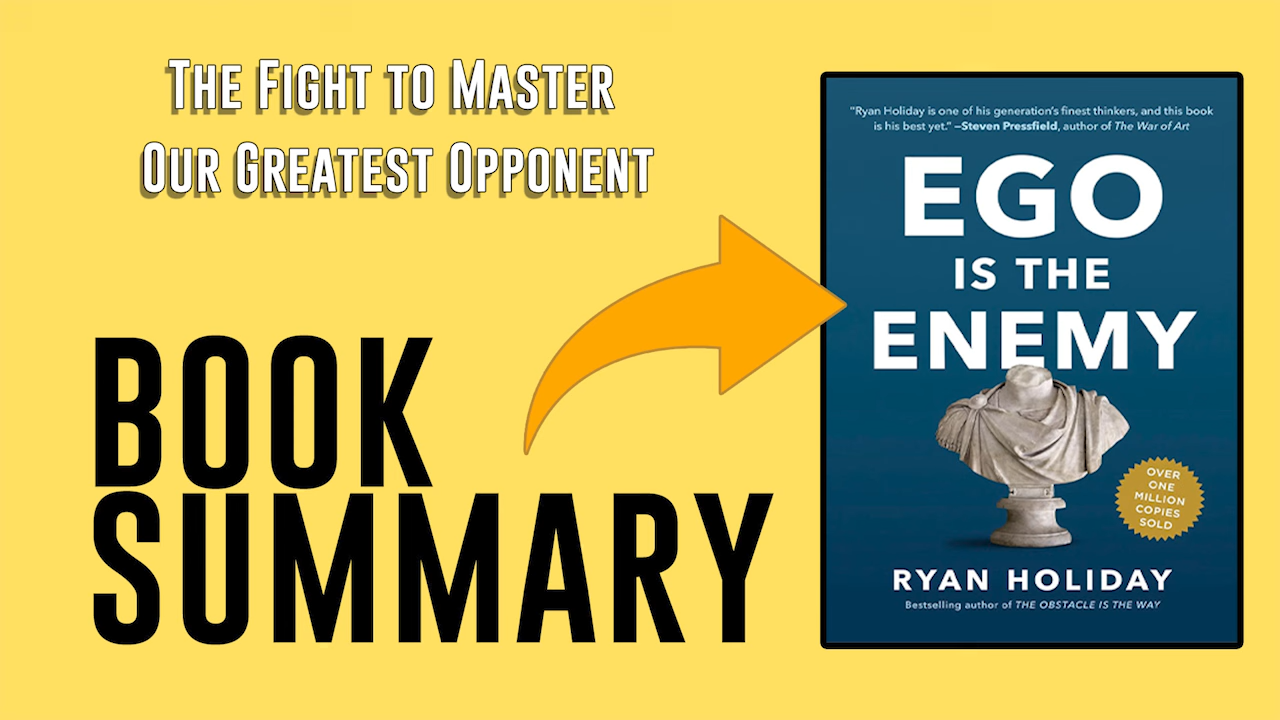 The Fight to Master
Our Greatest Opponent
BOOK
SUMMARY
"Ryan Holiday is one of his generation's finest thinkers, and this book
is his best yet." —Steven Pressfield, author of The War of Art
EGO
IS THE
ENEMY
OVER
ONE
MILLION
COPIES
SOLD
RYAN HOLIDAY
Bestselling author of THE OBSTACLE IS THE WAY